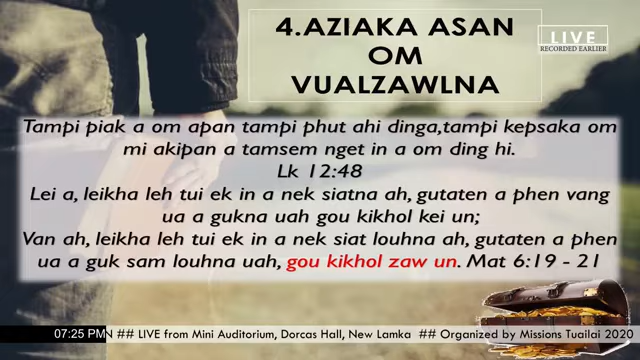 4.AZIAKA ASAN
OM
VUALZAWLNA
LIVE
RECORDED EARLIER
Tampi piak a om apan tampi phut ahi dinga,tampi kepsaka om
mi akipan a tamsem nget in a om ding hi.
Lk 12:48
Lei a, leikha leh tui ek in a nek siatna ah, gutaten a phen vang
ua a gukna uah gou kikhol kei un;
Van ah, leikha leh tui ek in a nek siat louhna ah, gutaten a phen
ua a guk sam louhna uah, gou kikhol zaw un. Mat 6:19 - 21
07:25 PM N ## LIVE from Mini Auditorium, Dorcas Hall, New Lamka ## Organized by Missions Tuailai 2020